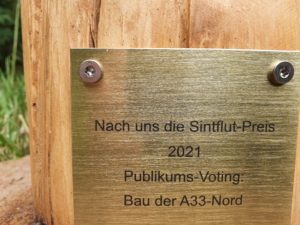 Nach uns die Sintflut-Preis
2021
Publikums-Voting:
Bau der A33-Nord